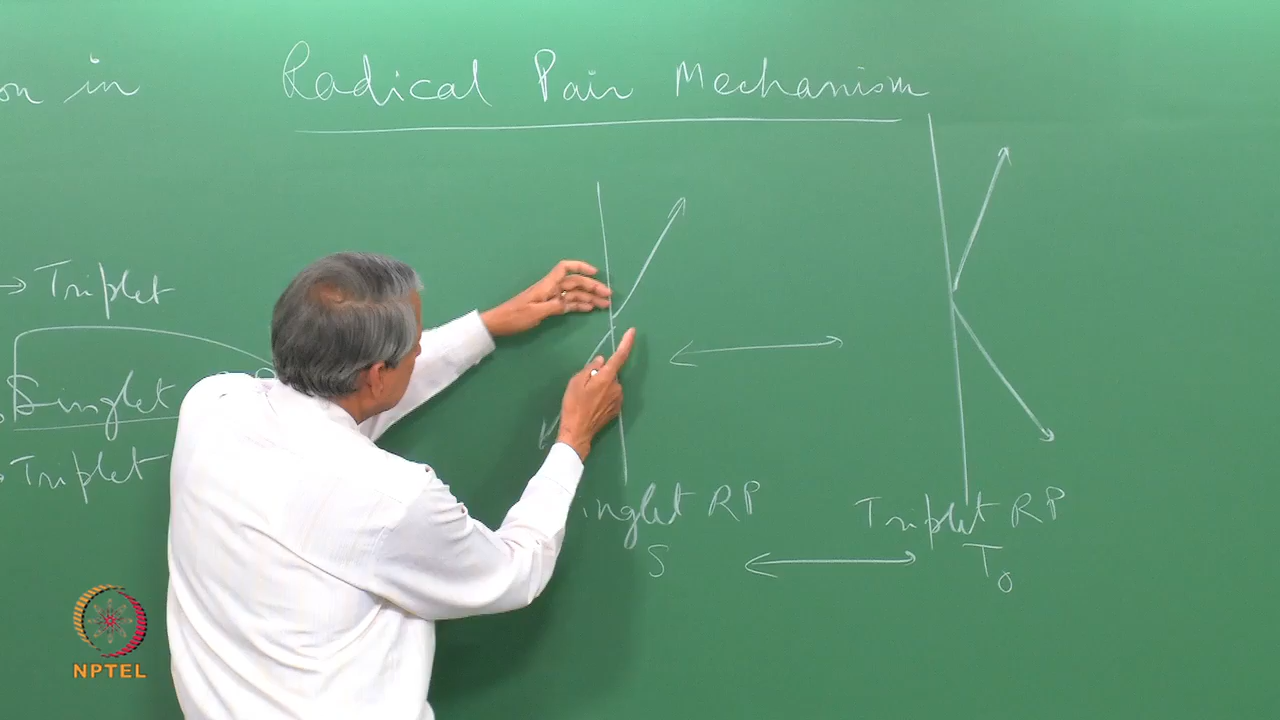 on in
Radical Pair Mechanism
→ Triplet
Singlet
Triplet
inglet RP
S
Triplet RP
T₀
NPTEL